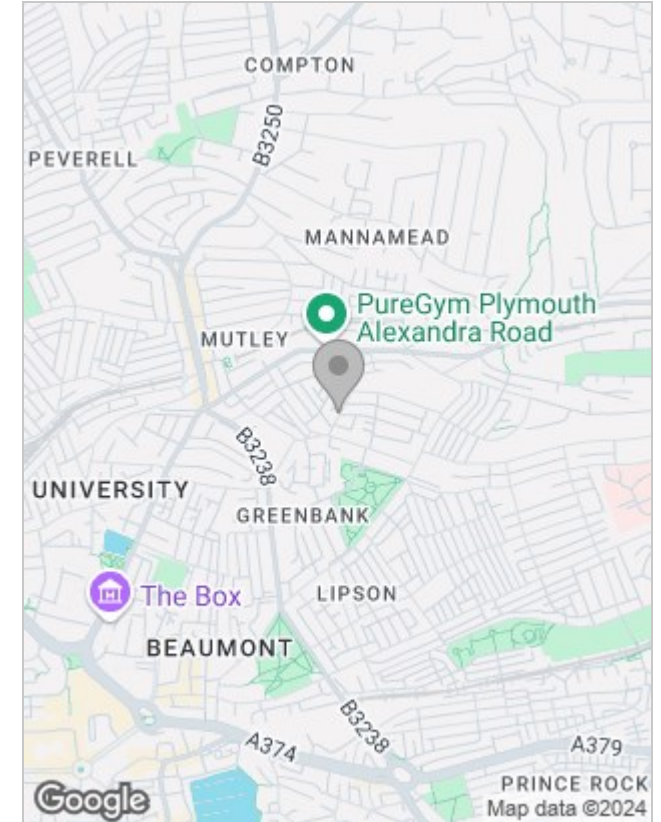 COMPTON
B3250
PEVERELL
MANNAMEAD
PureGym Plymouth
Alexandra Road
MUTLEY
B3238
UNIVERSITY
GREENBANK
The Box
LIPSON
BEAUMONT
B3238
A374
A379
PRINCE ROCK
Google
Map data ©2024